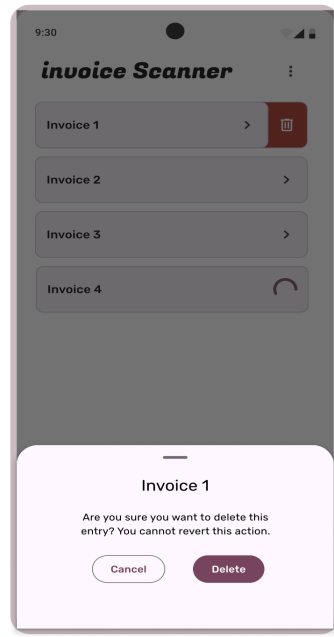 9:30
invoice Scanner
Invoice 1
Invoice 2
Invoice 3
Invoice 4
Invoice 1
Are you sure you want to delete this
entry? You cannot revert this action.
Cancel Delete